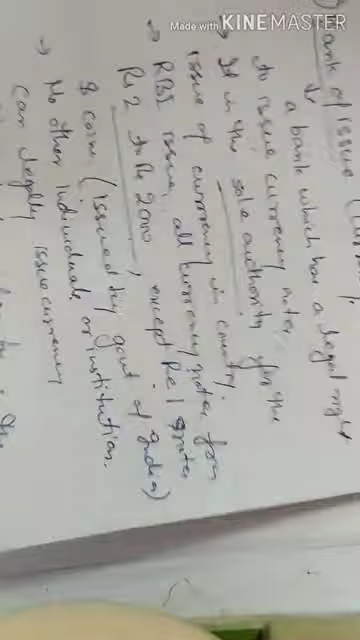 Made with KINEMASTER
Bank of issue
a bank which has a legal right
to issue currency notes.
→ It is the sole authority for the
issue of currency in country.
→ RBI issue, all currency notes from
Rs 2 to Rs 2000, except Re 1 notes
& coin (issued by govt of India)
→ No other individuals or institution.
can legally issue currency